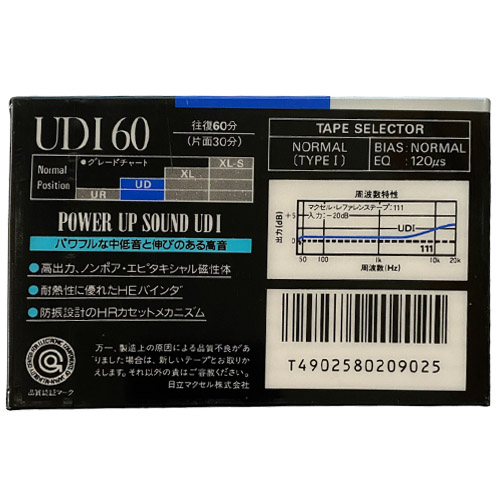 UDI 60
往復60分
(片面30分)
TAPE SELECTOR
NORMAL
(TYPE I)
BIAS: NORMAL
EQ : 120μs
Normal
Position
●グレードチャート
UR
UD
XL
XL-S
POWER UP SOUND UD I
パワフルな中低音と伸びのある高音
●高出力、ノンポア・エピタキシャル磁性体
●耐熱性に優れたHEバインダ
●防振設計のHRカセットメカニズム
周波数特性
マクセル・レファレンステープ:111
入力:-20dB
出力(dB)
+5
0
UDI
111
50 100 1k 10k 20k
周波数(Hz)
万一、製造上の原因による品質不良があ
りました場合は、新しいテープとお取りか
えします。それ以外の責はご容赦ください。
日立マクセル株式会社
T4902580209025